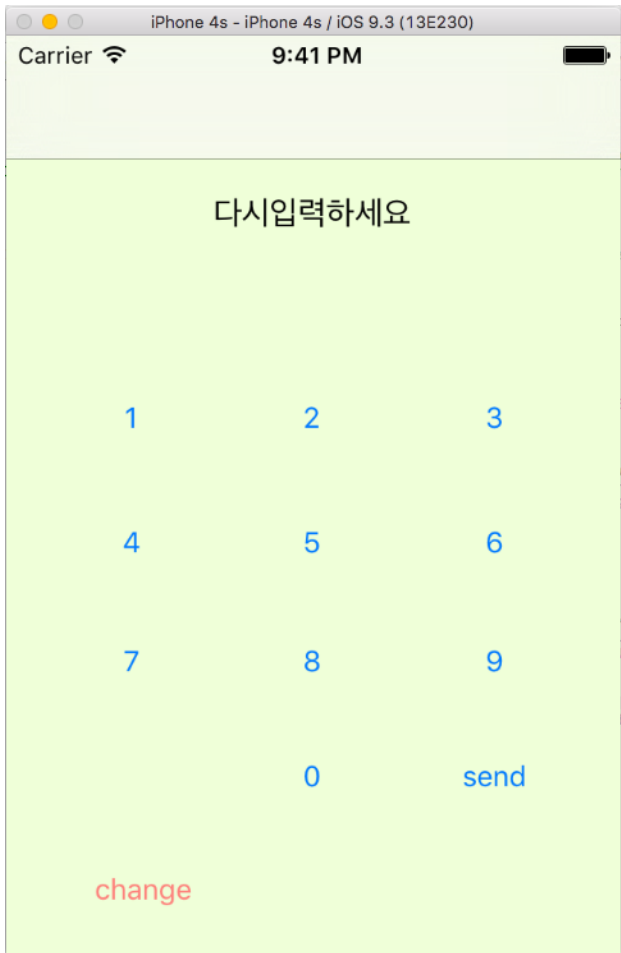 iPhone 4s - iPhone 4s / iOS 9.3 (13E230)
Carrier 9:41 PM
다시입력하세요
1 2 3
4 5 6
7 8 9
0 send
change